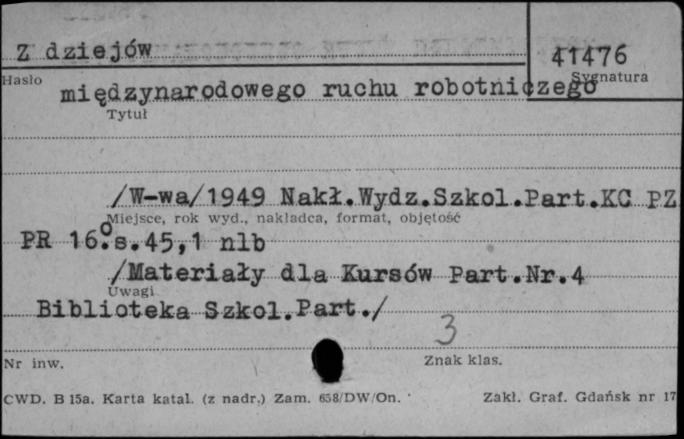 Z dziejów
41476
Hasło
Sygnatura
międzynarodowego ruchu robotniczego
Tytuł
/W-wa/1949 Nakł.Wydz.Szkol.Part.KC PZ
Miejsce, rok wyd., nakładca, format, objętość
PR 16o.s.45,1 nlb
/Materiały dla Kursów Part.Nr.4
Uwagi
Biblioteka Szkol.Part./
3
Nr inw.
Znak klas.
CWD. B 15a. Karta katal. (z nadr.) Zam. 658/DW/On.
Zakł. Graf. Gdańsk nr 17